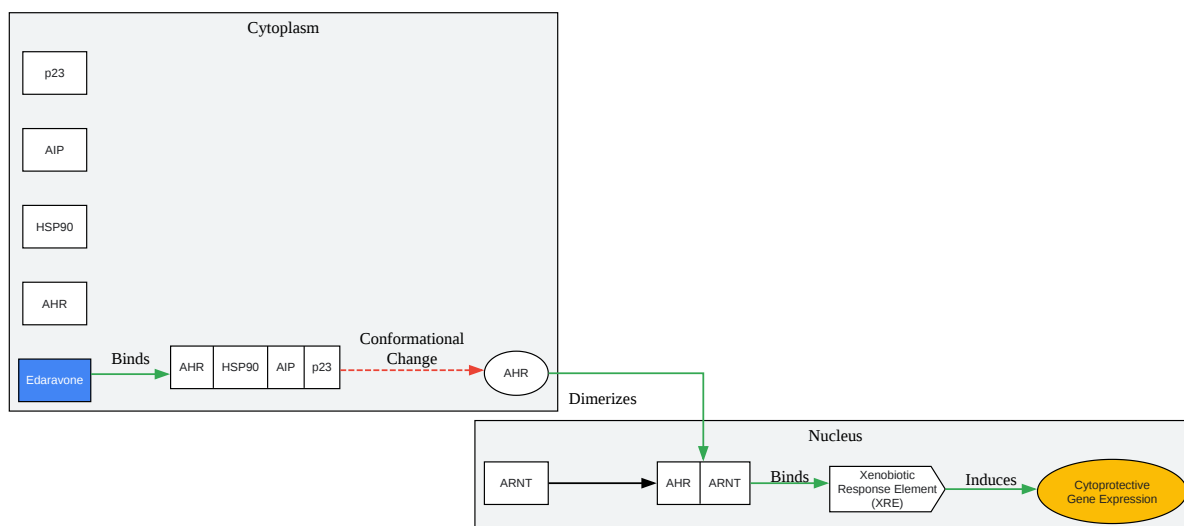 Cytoplasm
p23
AIP
HSP90
AHR
Edaravone
Binds
AHR
HSP90
AIP
p23
Conformational
Change
AHR
Dimerizes
Nucleus
ARNT
AHR
ARNT
Binds
Xenobiotic
Response Element
(XRE)
Induces
Cytoprotective
Gene Expression